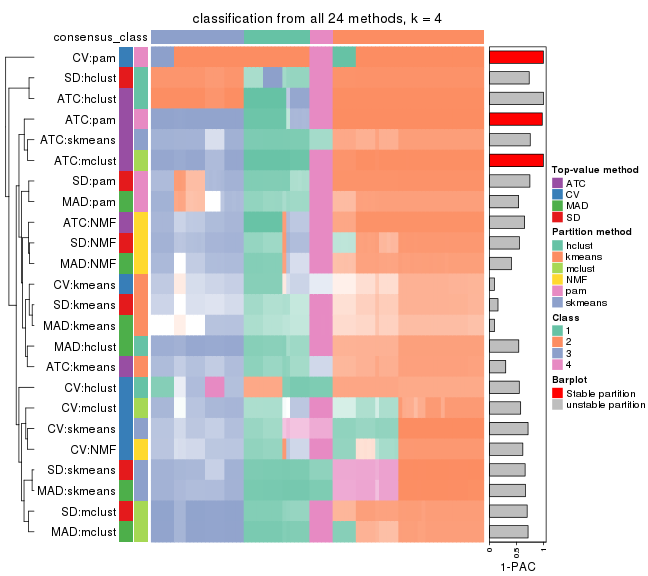 classification from all 24 methods, k = 4
consensus_class
CV:pam
SD:hclust
ATC:hclust
ATC:pam
ATC:skmeans
ATC:mclust
SD:pam
MAD:pam
ATC:NMF
SD:NMF
MAD:NMF
CV:kmeans
SD:kmeans
MAD:kmeans
MAD:hclust
ATC:kmeans
CV:hclust
CV:mclust
CV:skmeans
CV:NMF
SD:skmeans
MAD:skmeans
SD:mclust
MAD:mclust
0
0.5
1
1-PAC
Top-value method
ATC
CV
MAD
SD
Partition method
hclust
kmeans
mclust
NMF
pam
skmeans
Class
1
2
3
4
Barplot
Stable partition
unstable partition